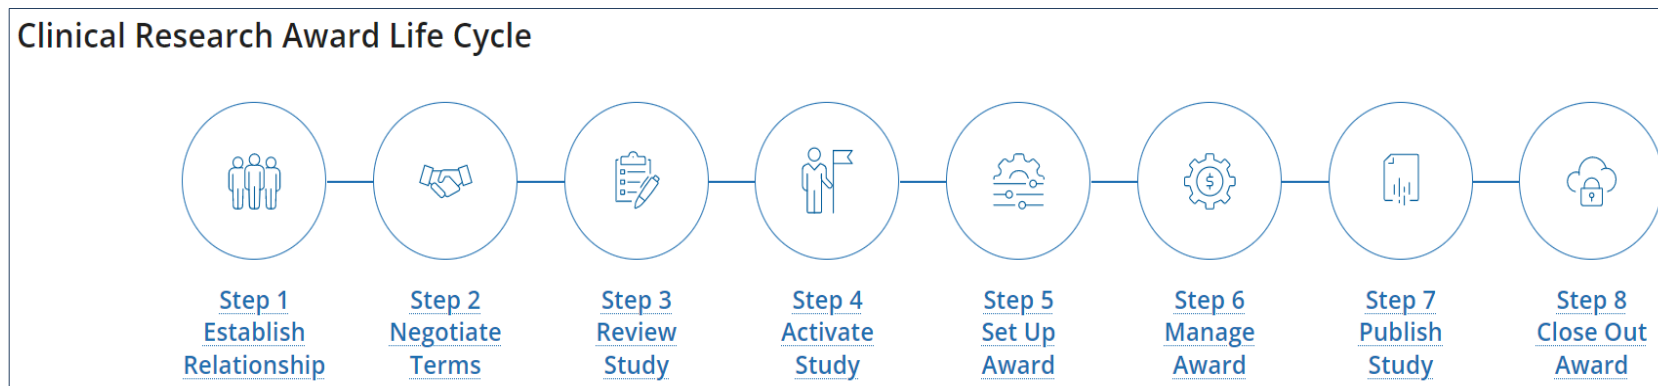 Clinical Research Award Life Cycle
$
Step 1
Establish
Relationship
Step 2
Negotiate
Terms
Step 3
Review
Study
Step 4
Activate
Study
Step 5
Set Up
Award
Step 6
Manage
Award
Step 7
Publish
Study
Step 8
Close Out
Award